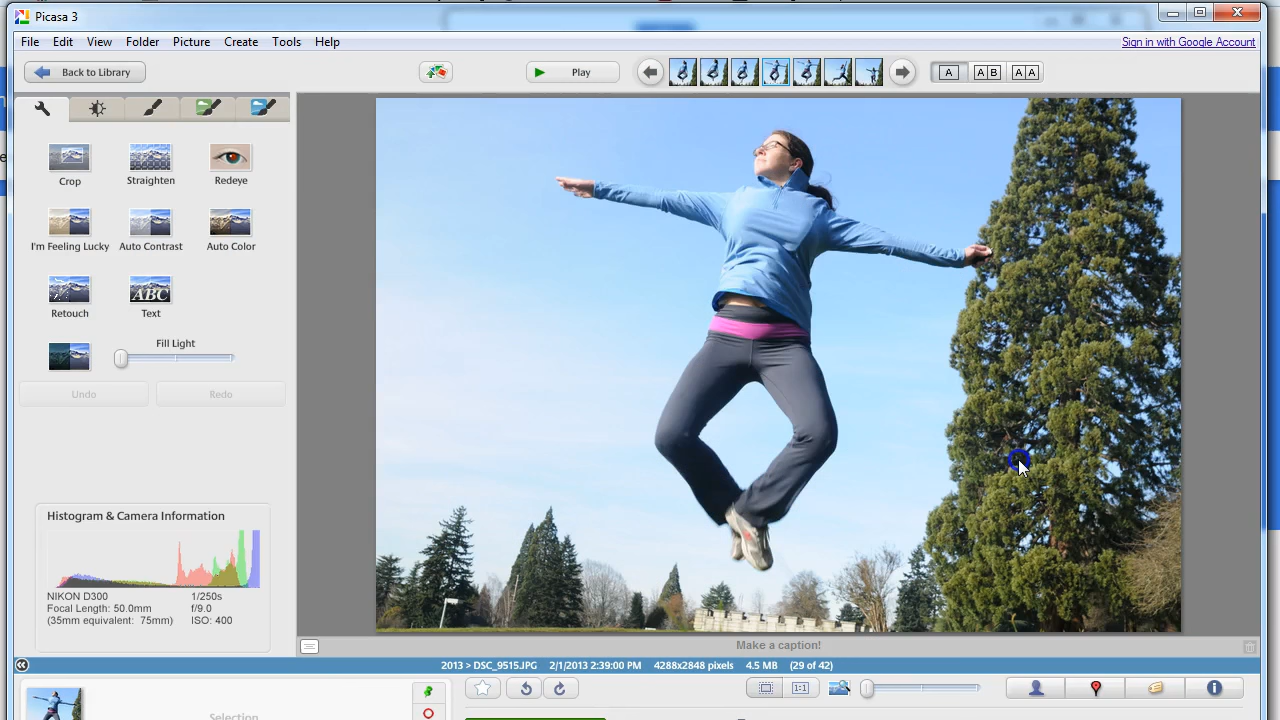 Picasa 3
File Edit View Folder Picture Create Tools Help
Sign in with Google Account
Back to Library
Play
A
A B
A A
Crop Straighten Redeye
I'm Feeling Lucky Auto Contrast Auto Color
ABC
Retouch Text
Fill Light
Undo Redo
Histogram & Camera Information
NIKON D300 1/250s
Focal Length: 50.0mm f/9.0
(35mm equivalent: 75mm) ISO: 400
Make a caption!
2013 > DSC_9515.JPG 2/1/2013 2:39:00 PM 4288x2848 pixels 4.5 MB (29 of 42)
1:1
Selection